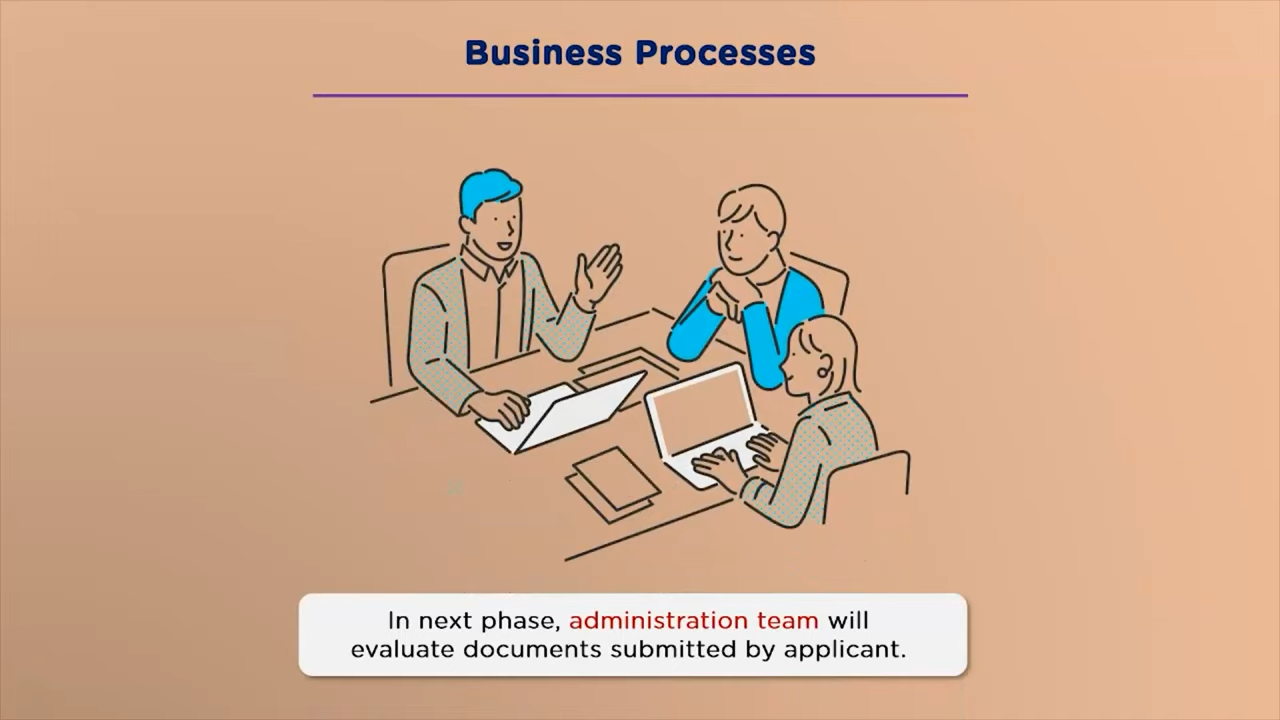 Business Processes
In next phase, administration team will
evaluate documents submitted by applicant.